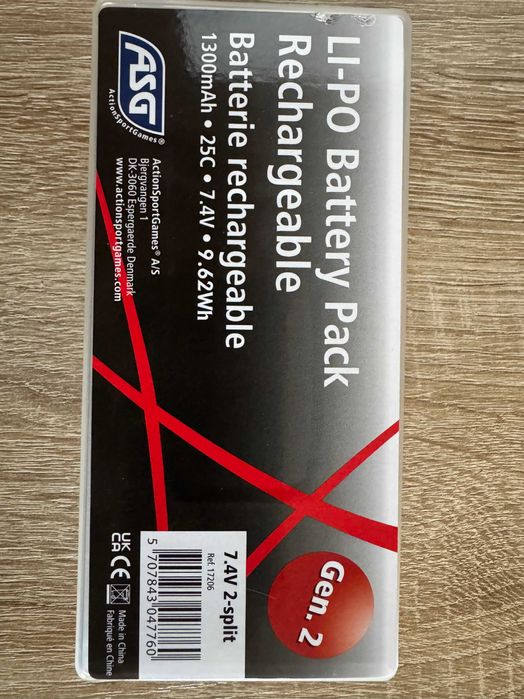 LI-PO Battery Pack
Rechargeable
Batterie rechargeable
1300mAh • 25C • 7.4V • 9.62Wh
ASG
ActionSportGames®
ActionSportGames® A/S
Bjergvangen 1
DK-3060 Espergaerde Denmark
www.actionsportgames.com
Gen. 2
7.4V 2-split
Ref. 17206
5 707843 047760
UK
CA
CE
Made in China
Fabriqué en Chine